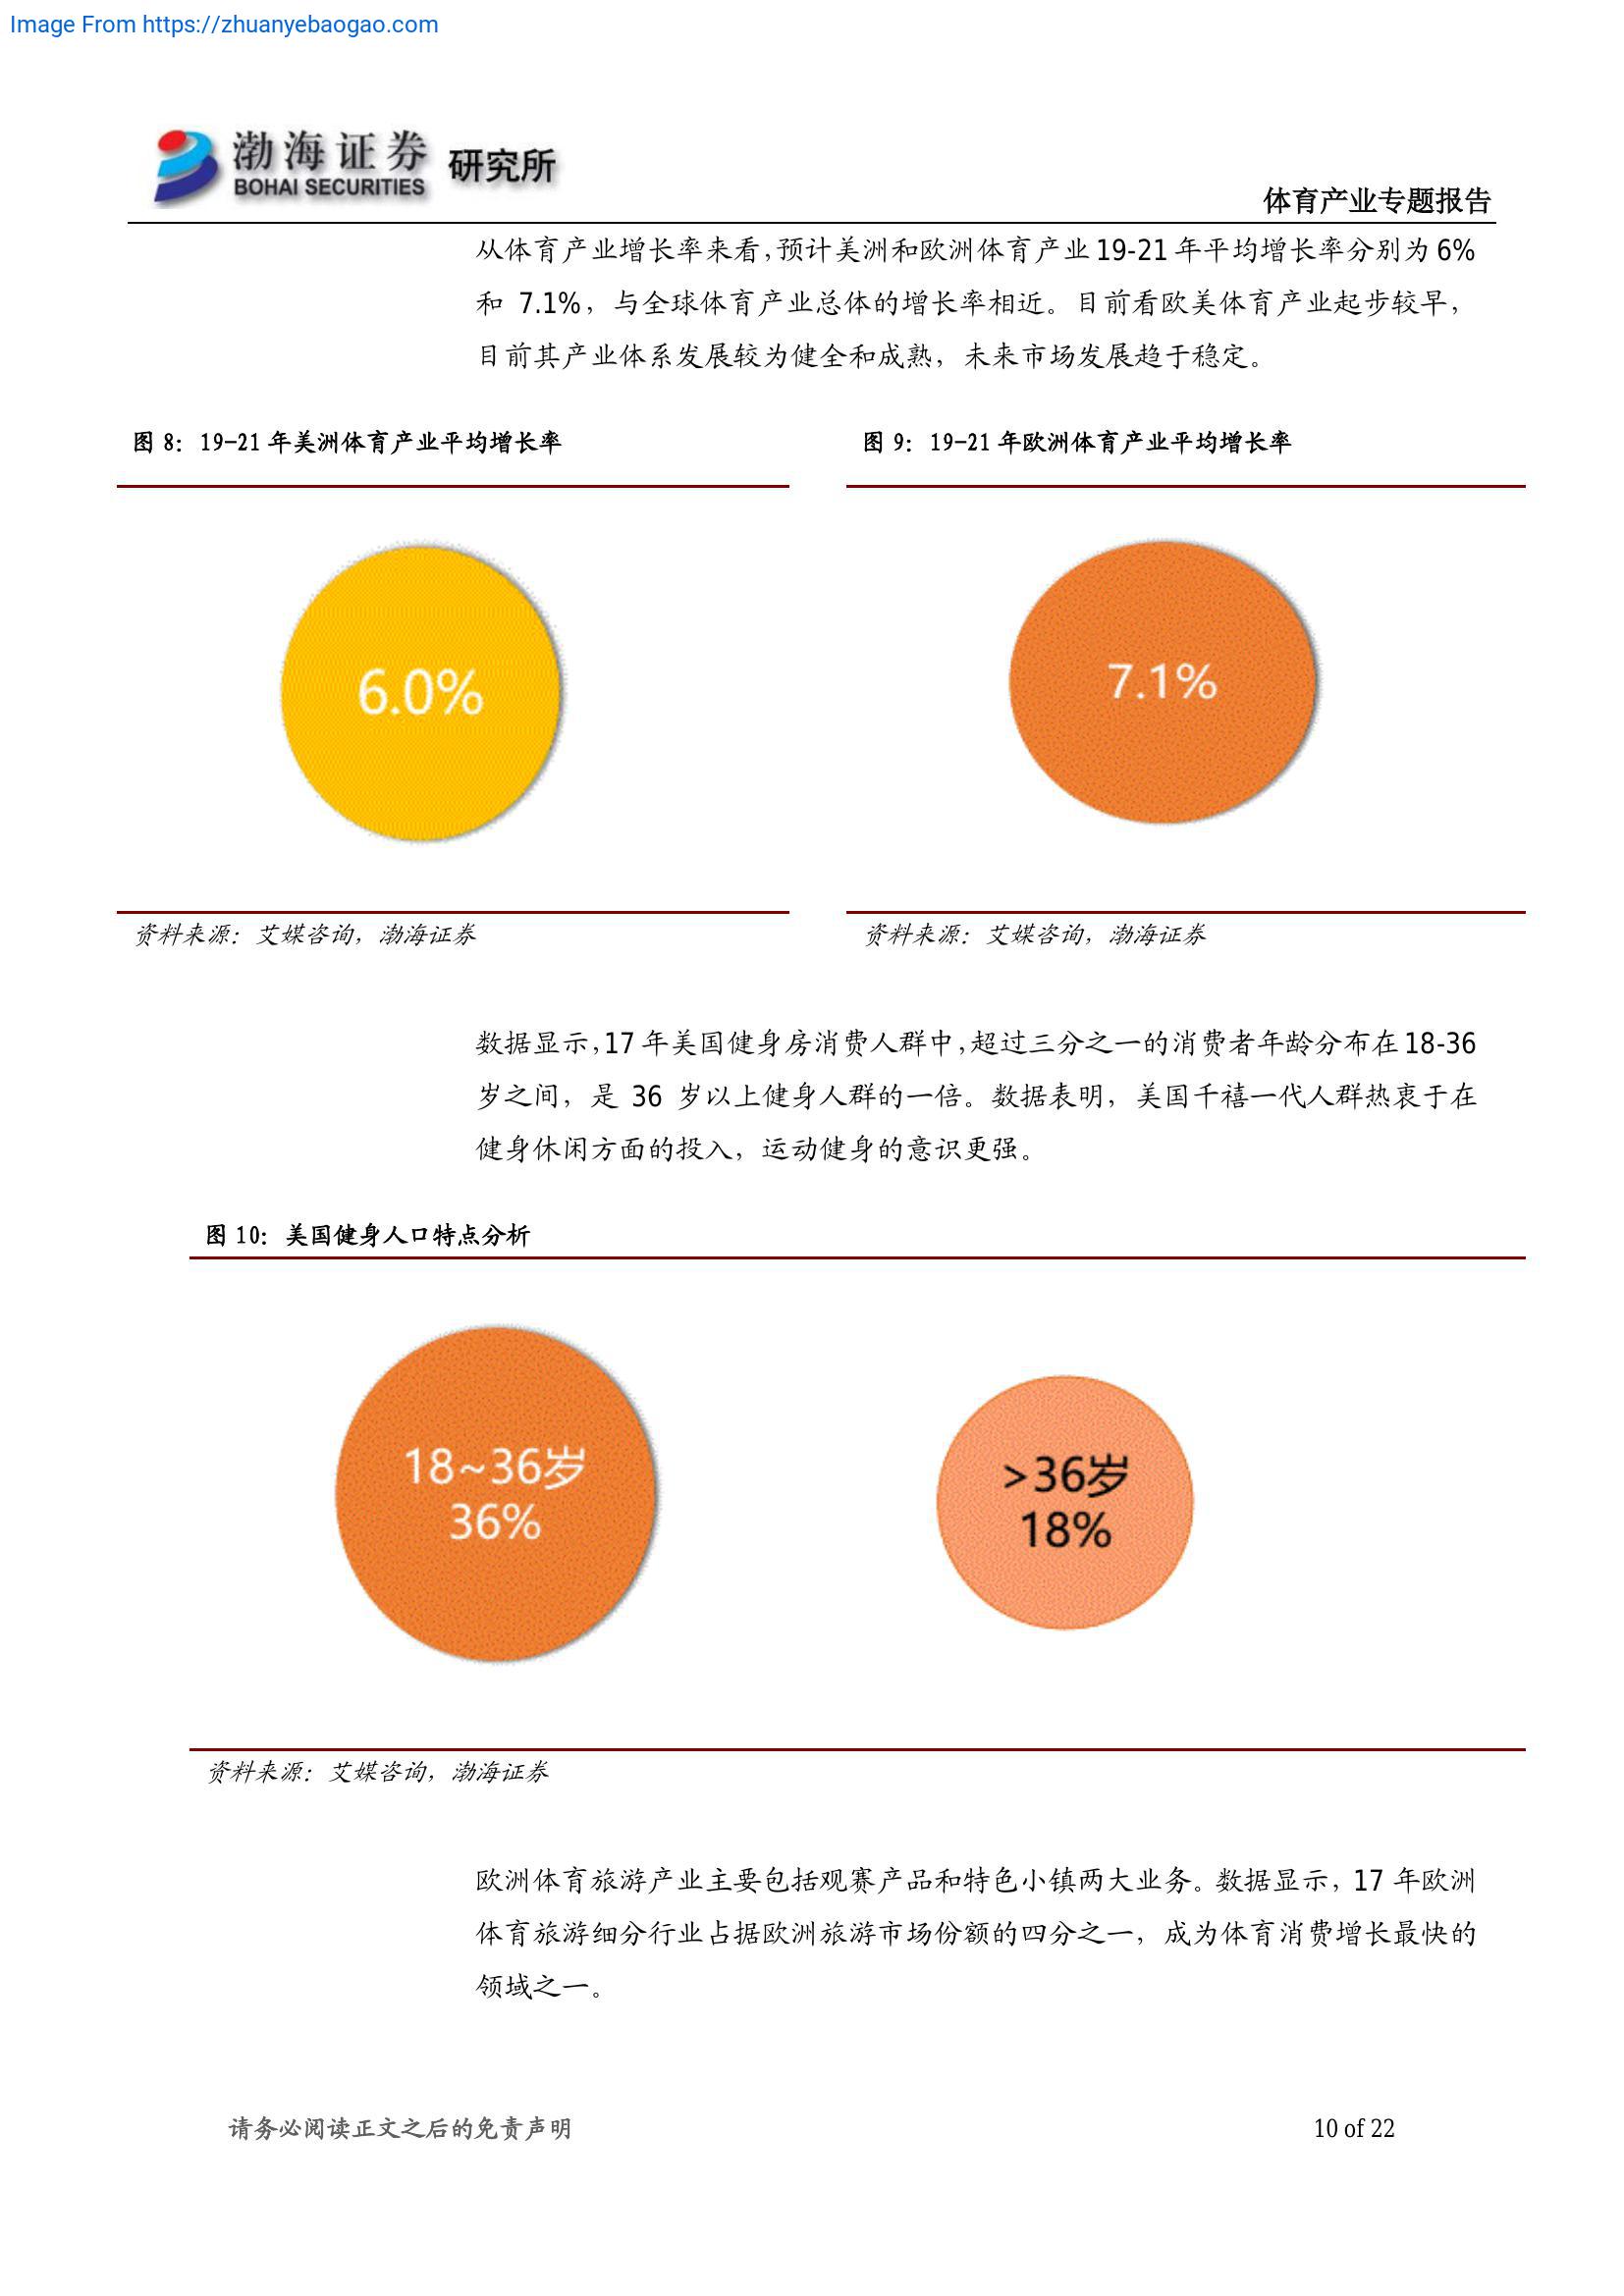 Image From https://zhuanyebaogao.com
渤海证券 研究所
BOHAI SECURITIES
体育产业专题报告
从体育产业增长率来看，预计美洲和欧洲体育产业 19-21 年平均增长率分别为 6%
和 7.1%，与全球体育产业总体的增长率相近。目前看欧美体育产业起步较早，
目前其产业体系发展较为健全和成熟，未来市场发展趋于稳定。
图 8：19-21 年美洲体育产业平均增长率
图 9：19-21 年欧洲体育产业平均增长率
6.0%
7.1%
资料来源：艾媒咨询，渤海证券
资料来源：艾媒咨询，渤海证券
数据显示，17 年美国健身房消费人群中，超过三分之一的消费者年龄分布在 18-36
岁之间，是 36 岁以上健身人群的一倍。数据表明，美国千禧一代人群热衷于在
健身休闲方面的投入，运动健身的意识更强。
图 10：美国健身人口特点分析
18~36岁
36%
>36岁
18%
资料来源：艾媒咨询，渤海证券
欧洲体育旅游产业主要包括观赛产品和特色小镇两大业务。数据显示，17 年欧洲
体育旅游细分行业占据欧洲旅游市场份额的四分之一，成为体育消费增长最快的
领域之一。
请务必阅读正文之后的免责声明
10 of 22